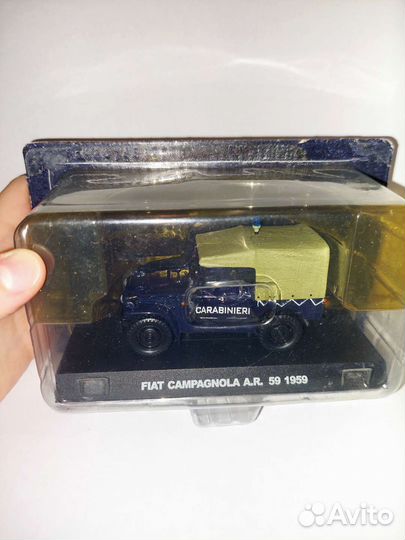 CARABINIERI
FIAT CAMPAGNOLA A.R. 59 1959
Avito